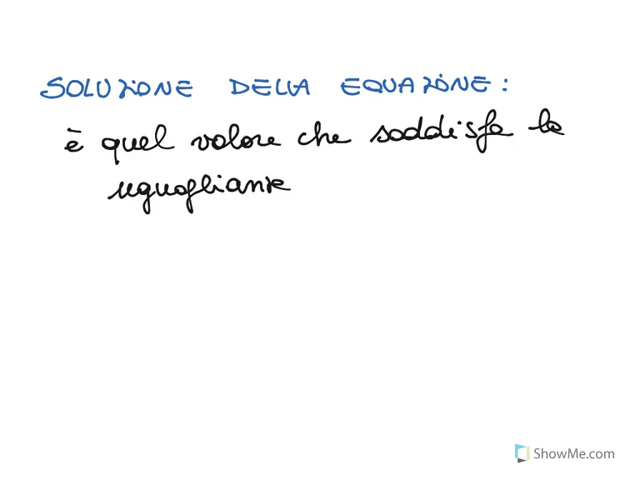 SOLUZIONE DELLA EQUAZIONE:
è quel valore che soddisfa la
uguaglianza
ShowMe.com